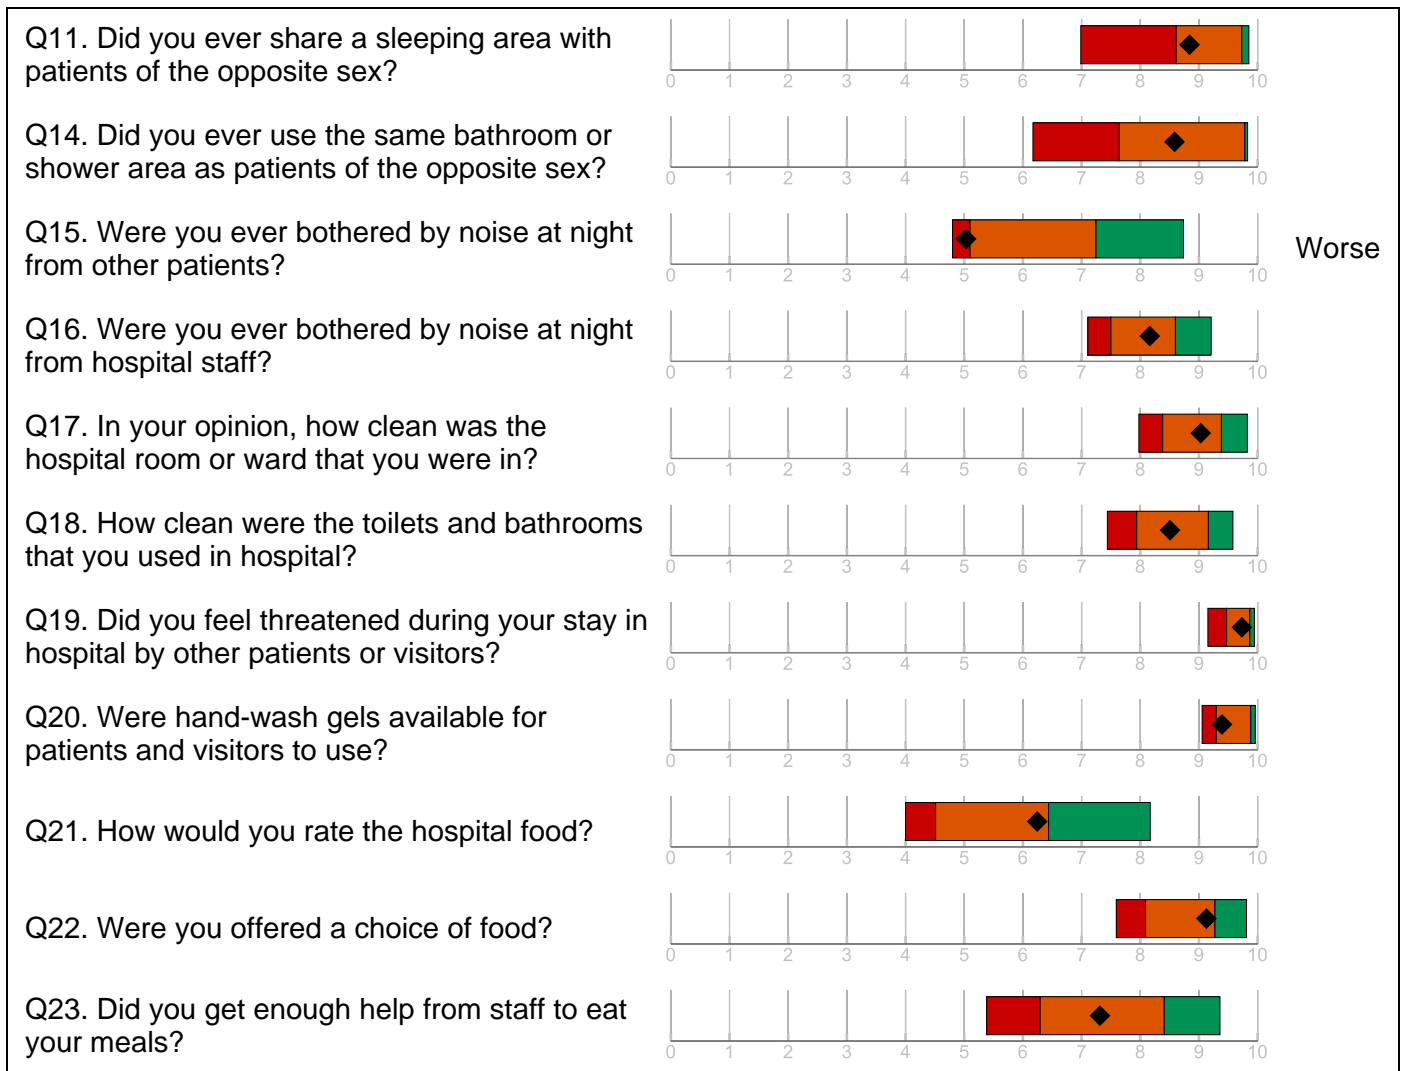 Q11. Did you ever share a sleeping area with
patients of the opposite sex?
0 1 2 3 4 5 6 7 8 9 10
Q14. Did you ever use the same bathroom or
shower area as patients of the opposite sex?
0 1 2 3 4 5 6 7 8 9 10
Q15. Were you ever bothered by noise at night
from other patients?
Worse
0 1 2 3 4 5 6 7 8 9 10
Q16. Were you ever bothered by noise at night
from hospital staff?
0 1 2 3 4 5 6 7 8 9 10
Q17. In your opinion, how clean was the
hospital room or ward that you were in?
0 1 2 3 4 5 6 7 8 9 10
Q18. How clean were the toilets and bathrooms
that you used in hospital?
0 1 2 3 4 5 6 7 8 9 10
Q19. Did you feel threatened during your stay in
hospital by other patients or visitors?
0 1 2 3 4 5 6 7 8 9 10
Q20. Were hand-wash gels available for
patients and visitors to use?
0 1 2 3 4 5 6 7 8 9 10
Q21. How would you rate the hospital food?
0 1 2 3 4 5 6 7 8 9 10
Q22. Were you offered a choice of food?
0 1 2 3 4 5 6 7 8 9 10
Q23. Did you get enough help from staff to eat
your meals?
0 1 2 3 4 5 6 7 8 9 10